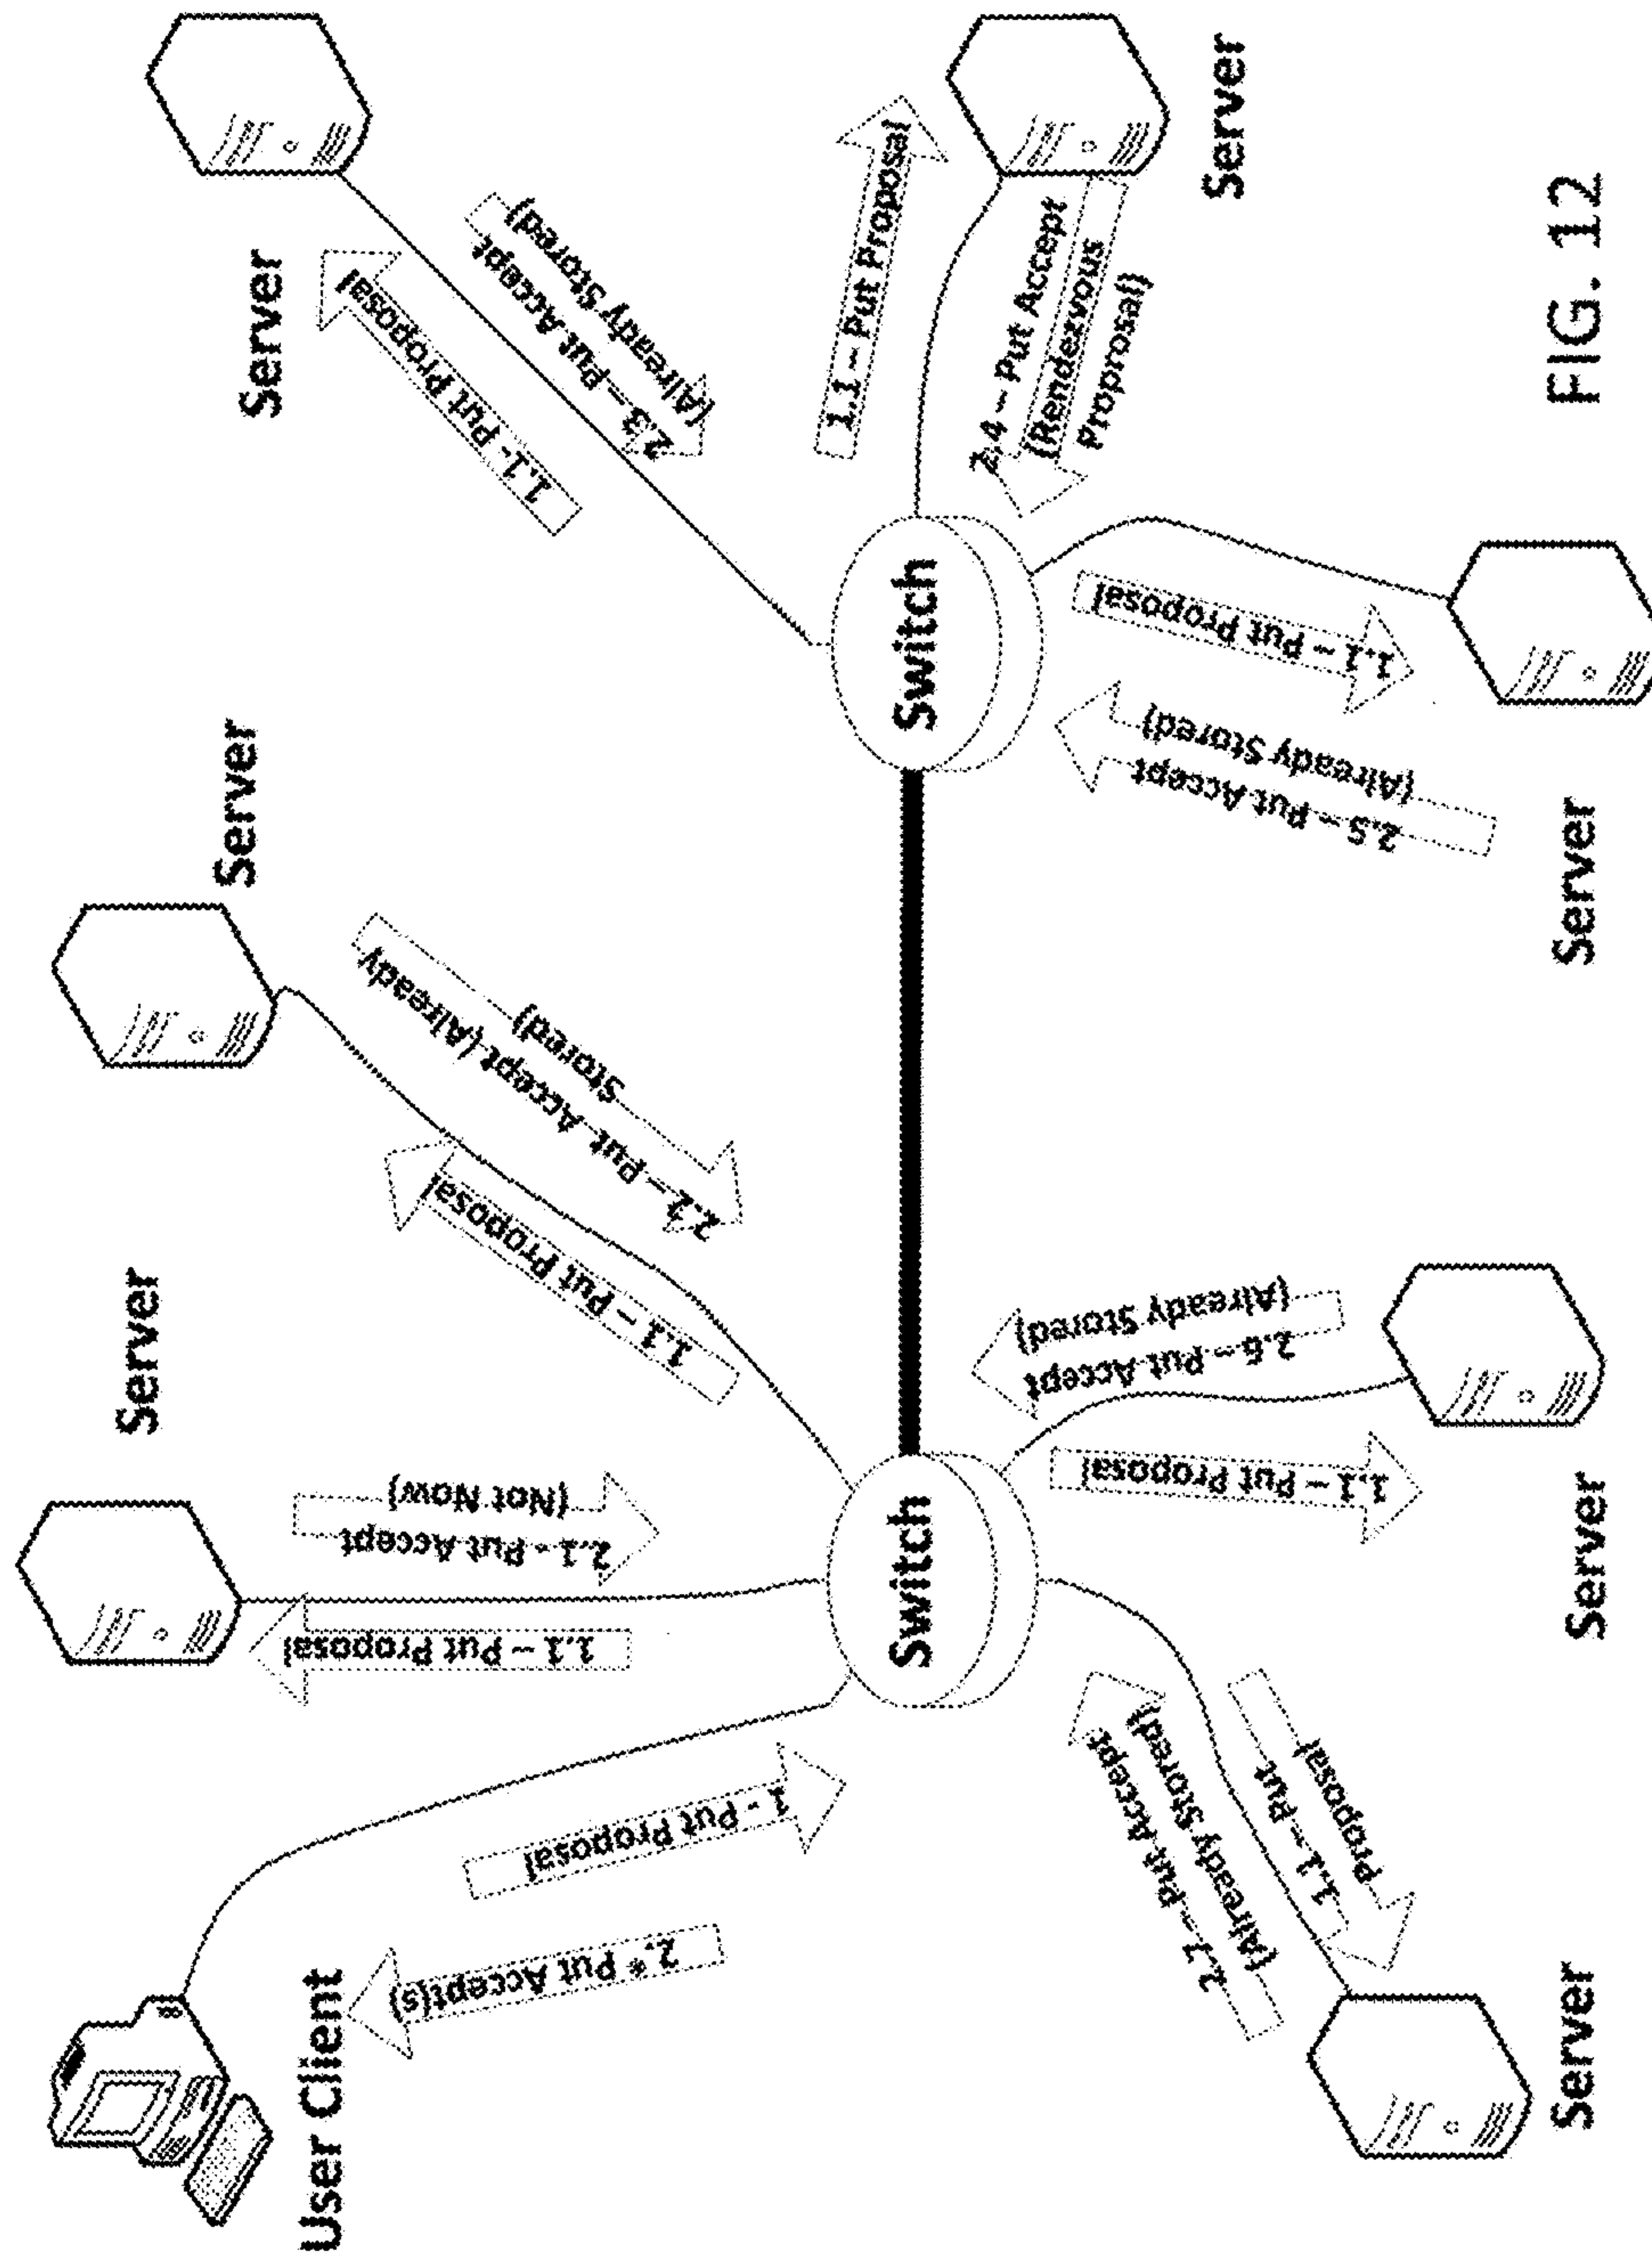 User Client
2.* Put Accept(s)
1 - Put Proposal
Server
1.1 – Put Proposal
2.1 - Put Accept
(Not Now)
Server
1.1 – Put Proposal
2.2 – Put Accept (Already
Stored)
Server
1.1- Put Proposal
2.3 – Put Accept
(Already Stored)
Switch
Switch
1.1 – Put Proposal
2.4 – Put Accept
(Rendezvous
Proprosal)
Server
2.7 – Put Accept
(Already Stored)
1.1 – Put
Proposal
Server
1.1 – Put Proposal
2.6 – Put Accept
(Already Stored)
Server
2.5 – Put Accept
(Already Stored)
1.1 – Put Proposal
Server
FIG. 12